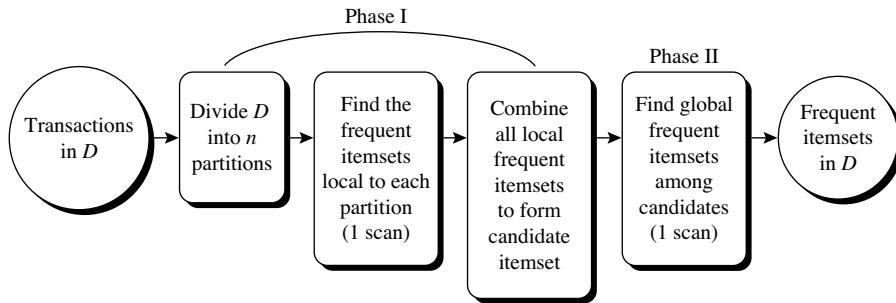 Phase I
Phase II
Transactions
in D
Divide D
into n
partitions
Find the
frequent
itemsets
local to each
partition
(1 scan)
Combine
all local
frequent
itemsets
to form
candidate
itemset
Find global
frequent
itemsets
among
candidates
(1 scan)
Frequent
itemsets
in D